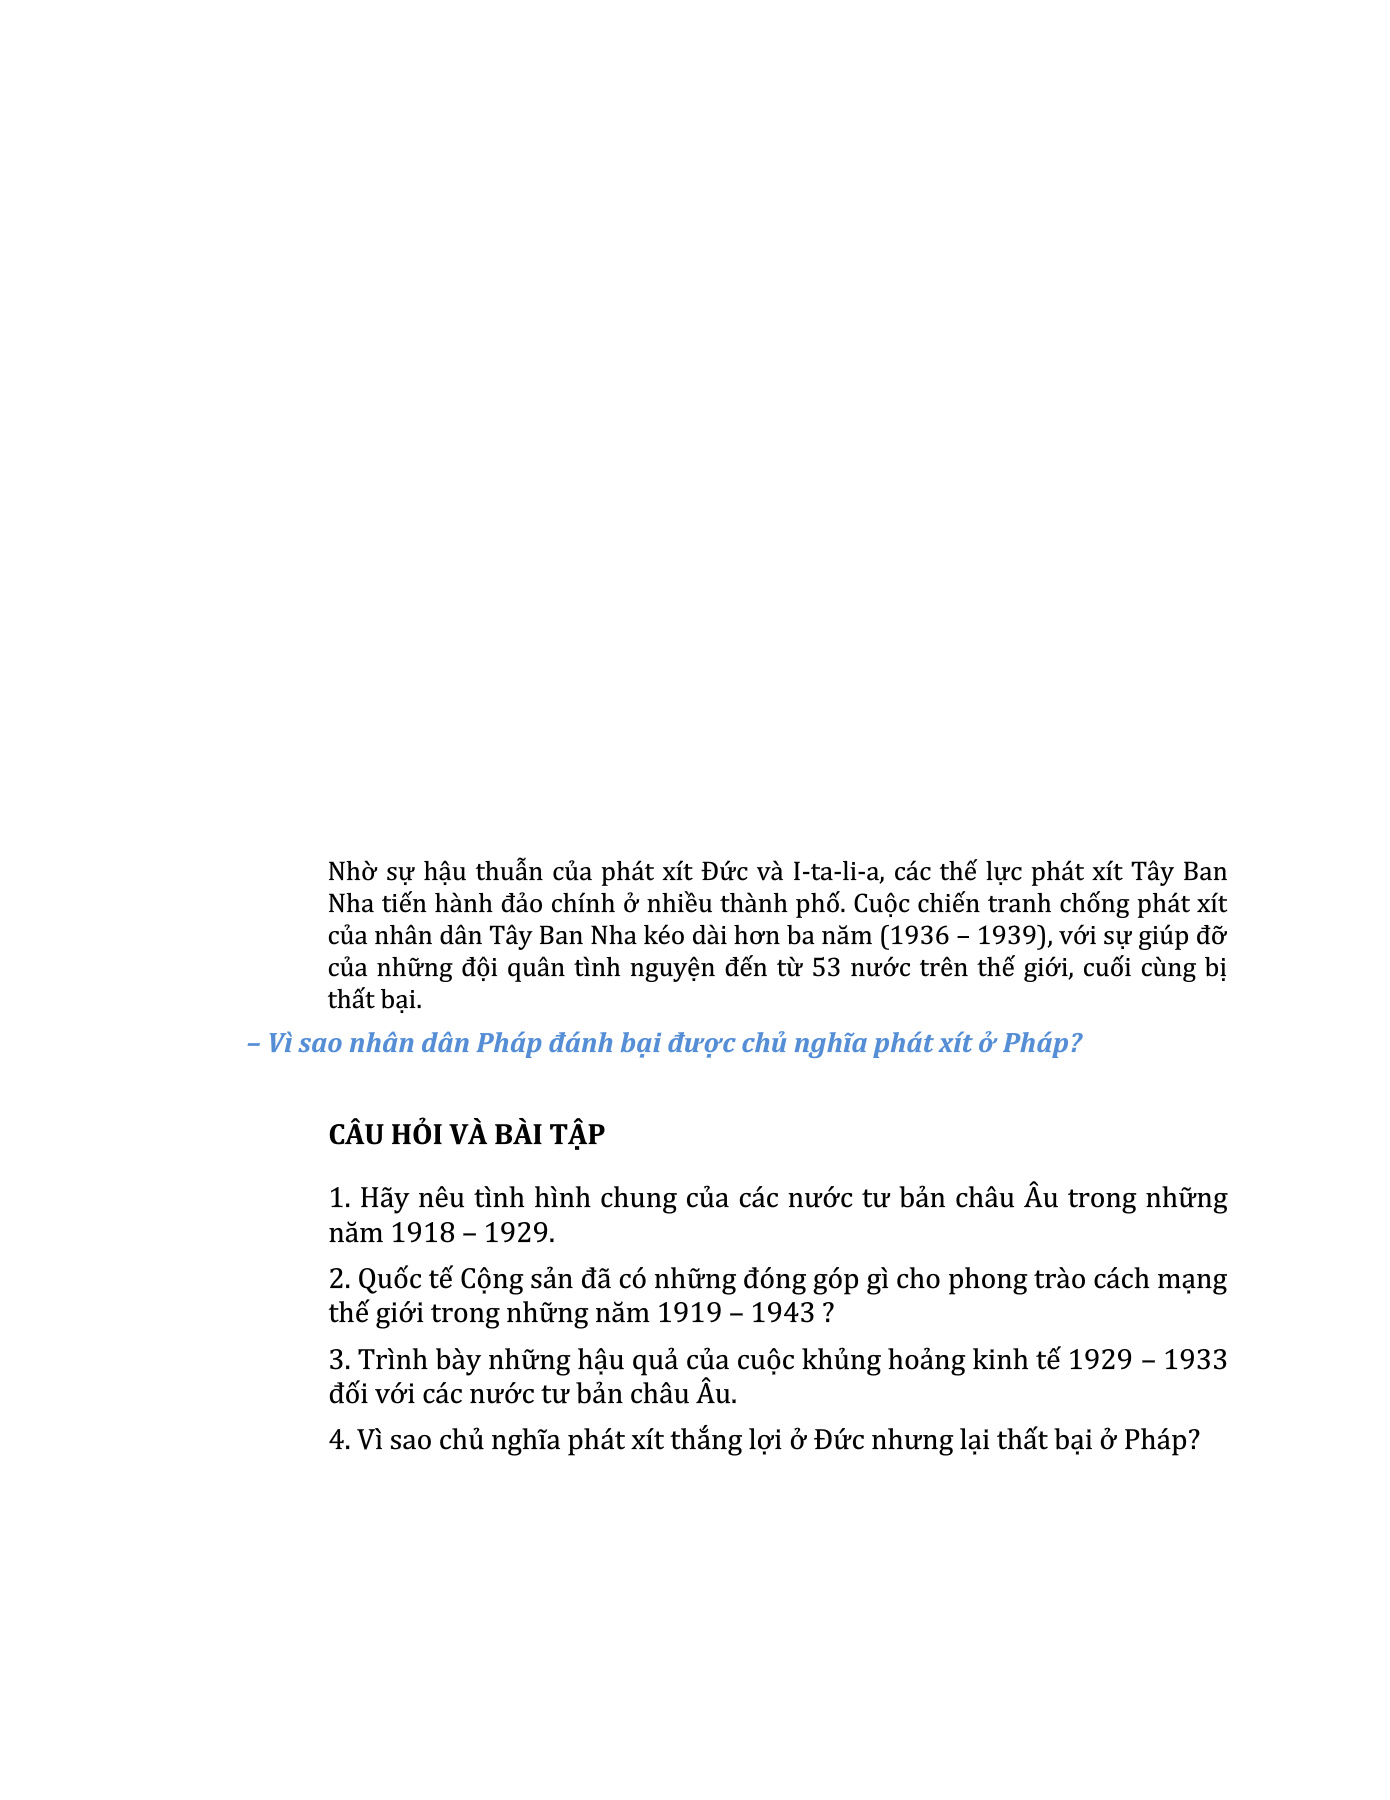 Nhờ sự hậu thuẫn của phát xít Đức và I-ta-li-a, các thế lực phát xít Tây Ban
Nha tiến hành đảo chính ở nhiều thành phố. Cuộc chiến tranh chống phát xít
của nhân dân Tây Ban Nha kéo dài hơn ba năm (1936 – 1939), với sự giúp đỡ
của những đội quân tình nguyện đến từ 53 nước trên thế giới, cuối cùng bị
thất bại.
– Vì sao nhân dân Pháp đánh bại được chủ nghĩa phát xít ở Pháp?
CÂU HỎI VÀ BÀI TẬP
1. Hãy nêu tình hình chung của các nước tư bản châu Âu trong những
năm 1918 – 1929.
2. Quốc tế Cộng sản đã có những đóng góp gì cho phong trào cách mạng
thế giới trong những năm 1919 – 1943 ?
3. Trình bày những hậu quả của cuộc khủng hoảng kinh tế 1929 – 1933
đối với các nước tư bản châu Âu.
4. Vì sao chủ nghĩa phát xít thắng lợi ở Đức nhưng lại thất bại ở Pháp?